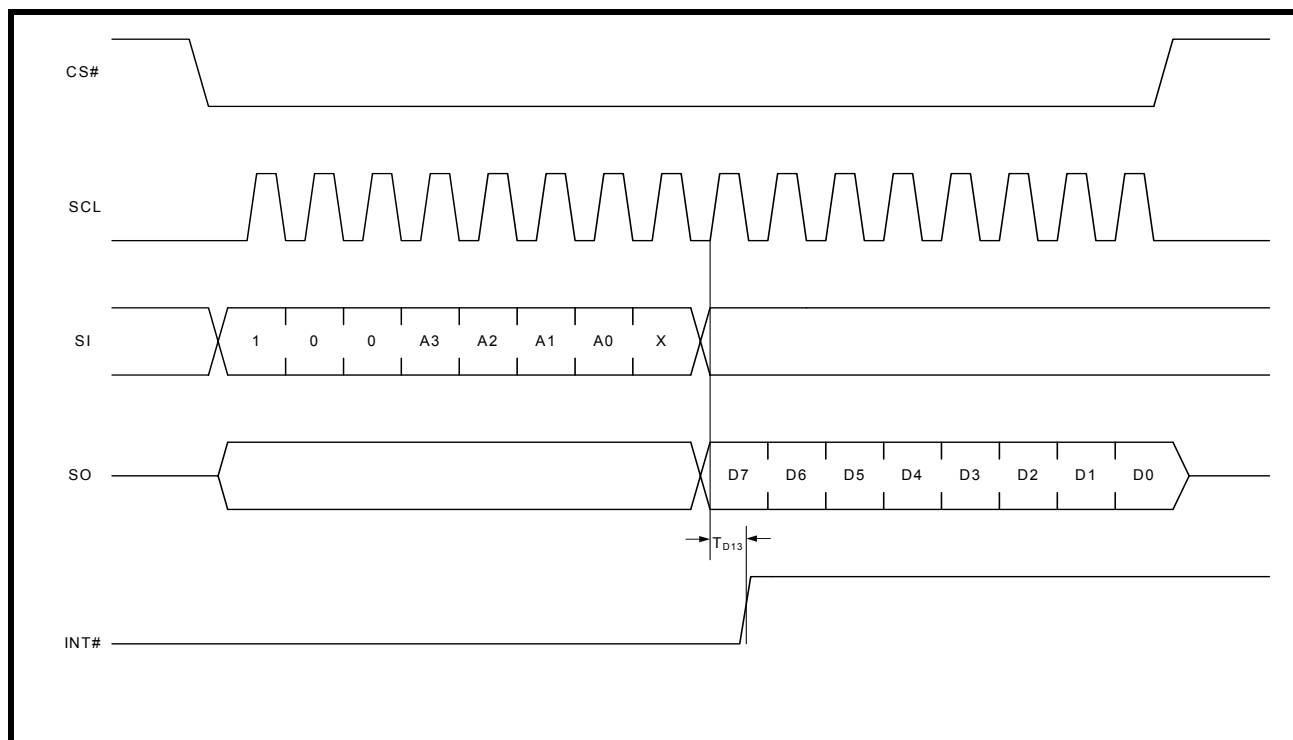 CS#
SCL
SI 1 0 0 A3 A2 A1 A0 X
SO D7 D6 D5 D4 D3 D2 D1 D0
TD13
INT#